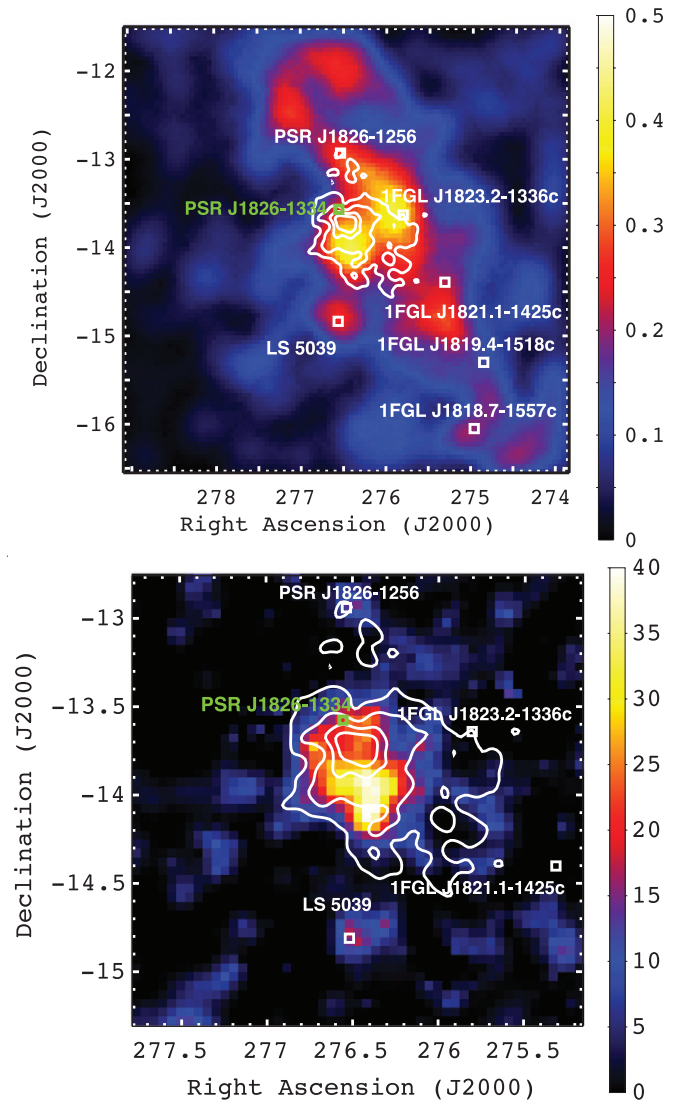 0.5
-12
PSR J1826-1256
-13
0.4
PSR J1826-1334
1FGL J1823.2-1336c
0.3
-14
Declination (J2000)
1FGL J1821.1-1425c
-15
0.2
LS 5039
1FGL J1819.4-1518c
1FGL J1818.7-1557c
-16
0.1
0
278 277 276 275 274
Right Ascension (J2000)
40
PSR J1826-1256
-13
35
30
PSR J1826-1334
-13.5
1FGL J1823.2-1336c
25
Declination (J2000)
-14
20
15
-14.5
1FGL J1821.1-1425c
LS 5039
10
-15
5
0
277.5 277 276.5 276 275.5
Right Ascension (J2000)